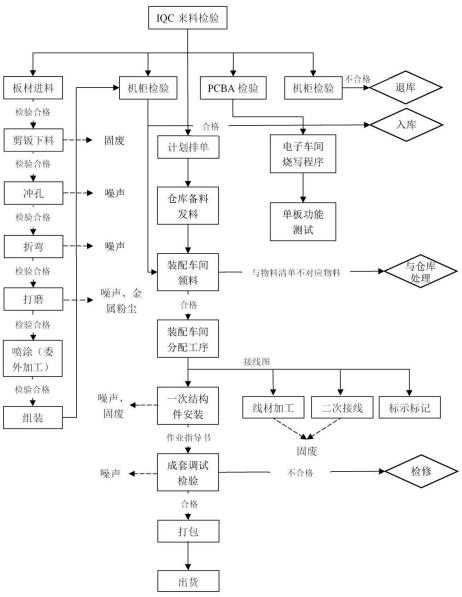 IQC 来料检验
板材进料
机柜检验
PCBA 检验
机柜检验
不合格
退库
检验合格
合格
入库
剪钣下料
固废
计划排单
电子车间
烧写程序
检验合格
冲孔
噪声
仓库备料
发料
单板功能
测试
检验合格
折弯
噪声
装配车间
领料
与物料清单不对应物料
与仓库
处理
检验合格
打磨
噪声、金
属粉尘
合格
检验合格
装配车间
分配工序
喷涂（委
外加工）
接线图
检验合格
组装
噪声、
固废
一次结构
件安装
线材加工
二次接线
标示标记
作业指导书
固废
噪声
成套调试
检验
不合格
检修
合格
打包
出货